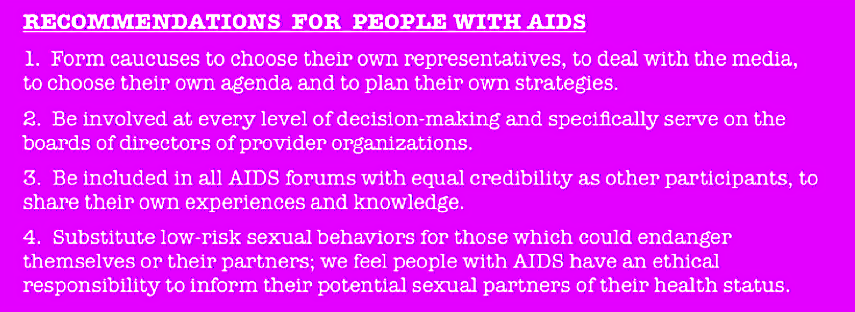 RECOMMENDATIONS FOR PEOPLE WITH AIDS
1. Form caucuses to choose their own representatives, to deal with the media,
to choose their own agenda and to plan their own strategies.
2. Be involved at every level of decision-making and specifically serve on the
boards of directors of provider organizations.
3. Be included in all AIDS forums with equal credibility as other participants, to
share their own experiences and knowledge.
4. Substitute low-risk sexual behaviors for those which could endanger
themselves or their partners; we feel people with AIDS have an ethical
responsibility to inform their potential sexual partners of their health status.